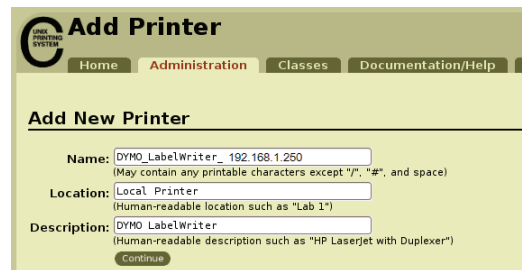 UNIX
PRINTING
SYSTEM
Add Printer
Home Administration Classes Documentation/Help
Add New Printer
Name: DYMO_LabelWriter_ 192.168.1.250
(May contain any printable characters except "/", "#", and space)
Location: Local Printer
(Human-readable location such as "Lab 1")
Description: DYMO LabelWriter
(Human-readable description such as "HP LaserJet with Duplexer")
Continue